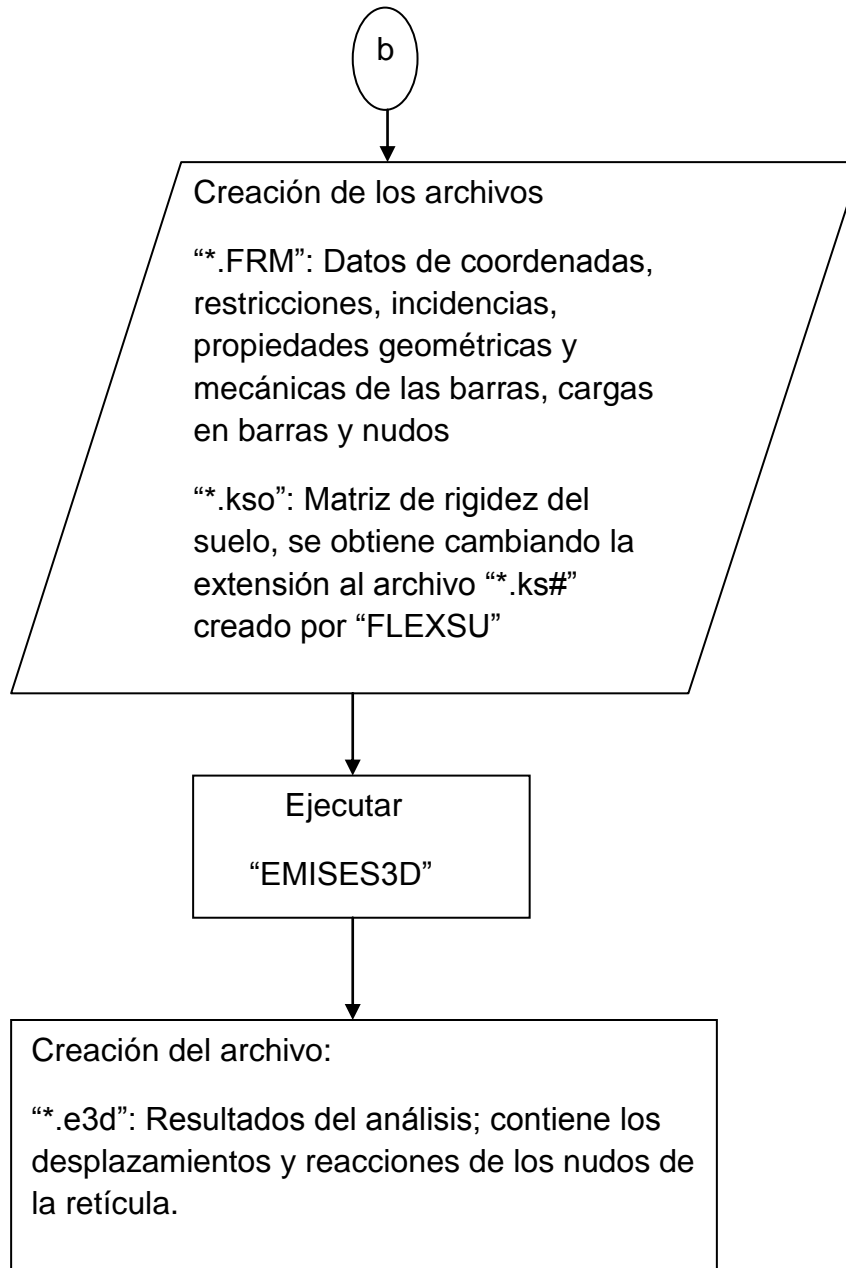 b
Creación de los archivos
“*.FRM”: Datos de coordenadas,
restricciones, incidencias,
propiedades geométricas y
mecánicas de las barras, cargas
en barras y nudos
“*.kso”: Matriz de rigidez del
suelo, se obtiene cambiando la
extensión al archivo “*.ks#”
creado por “FLEXSU”
Ejecutar
“EMISES3D”
Creación del archivo:
“*.e3d”: Resultados del análisis; contiene los
desplazamientos y reacciones de los nudos de
la retícula.